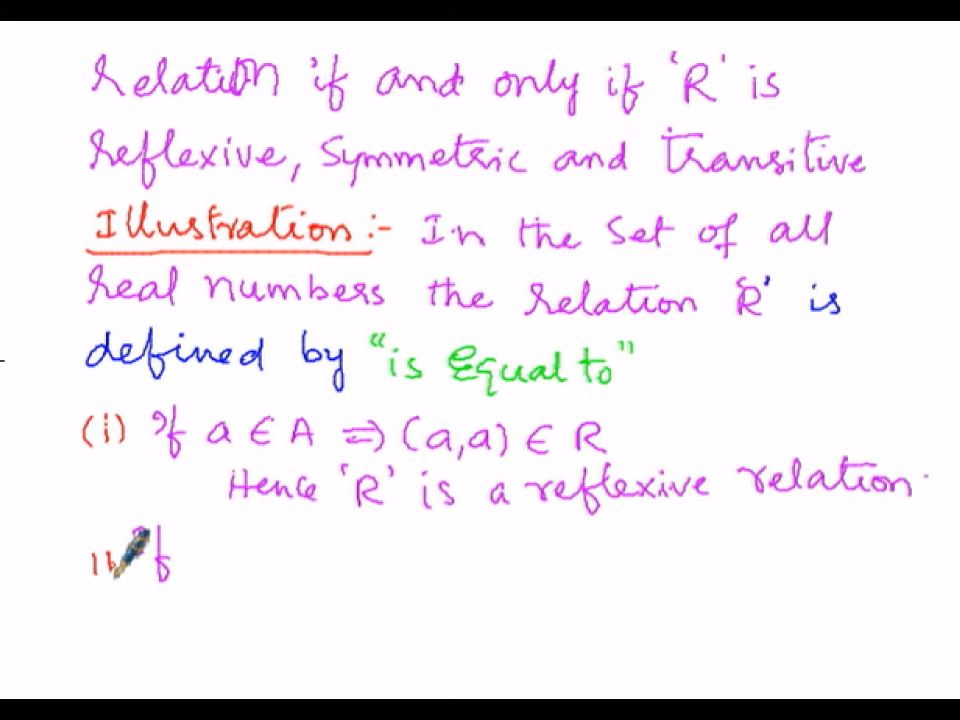 relation if and only if 'R' is
reflexive, Symmetric and transitive
Illustration :- In the set of all
real numbers the relation 'R' is
defined by "is Equal to"
(i) If a ∈ A ⇒ (a,a) ∈ R
Hence 'R' is a reflexive relation.
If